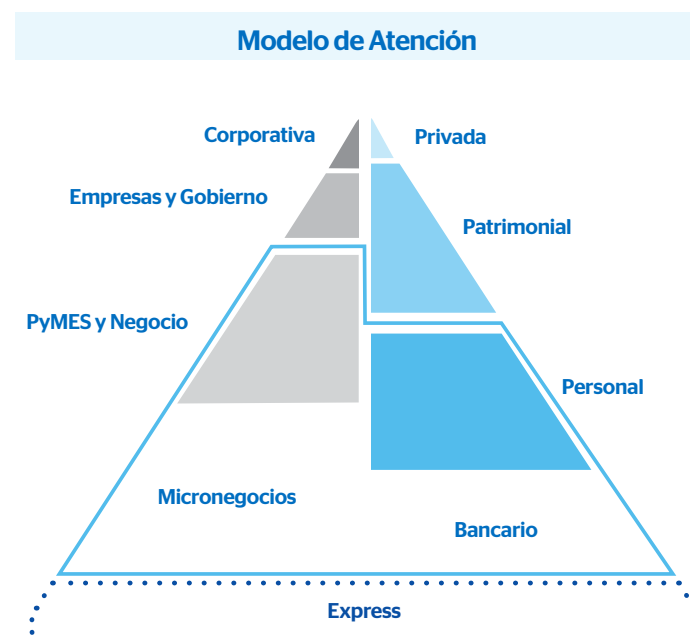 Modelo de Atención
Corporativa
Privada
Empresas y Gobierno
Patrimonial
PyMES y Negocio
Personal
Micronegocios
Bancario
Express